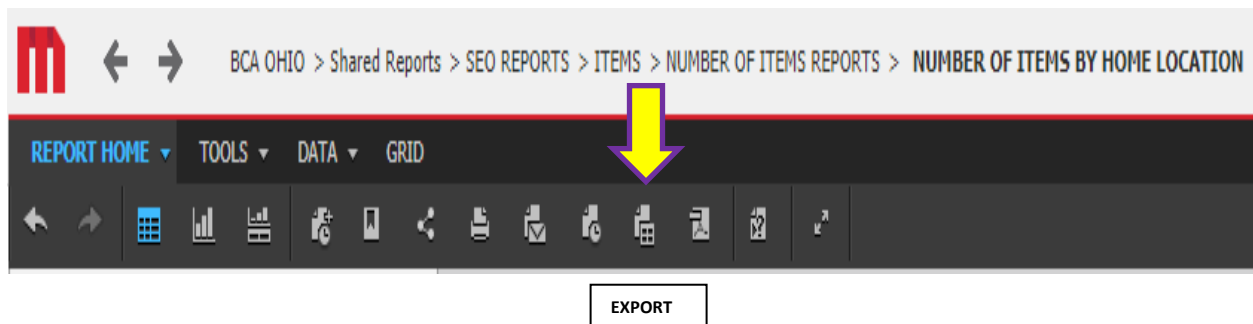 BCA OHIO > Shared Reports > SEO REPORTS > ITEMS > NUMBER OF ITEMS REPORTS > NUMBER OF ITEMS BY HOME LOCATION
REPORT HOME TOOLS DATA GRID
EXPORT